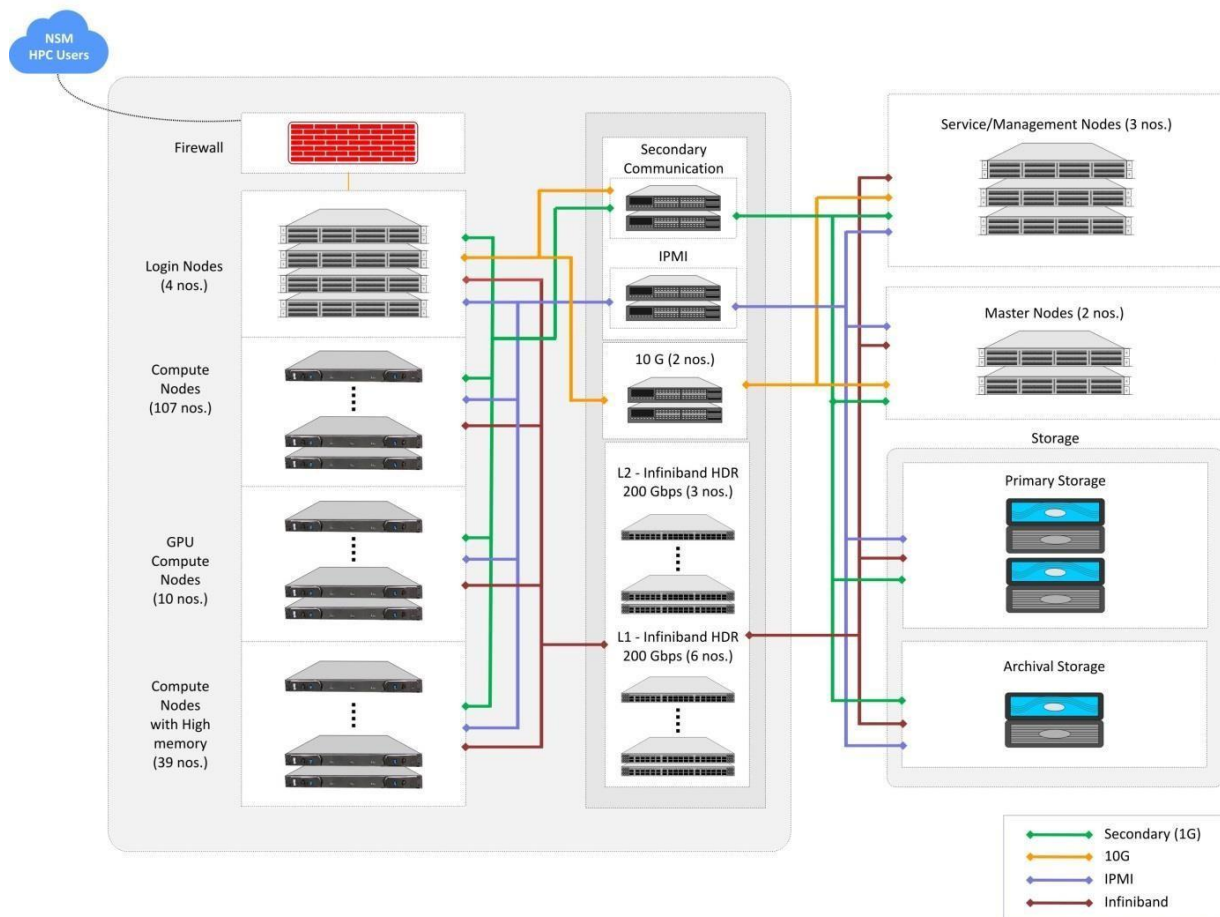 NSM
HPC Users
Firewall
Login Nodes
(4 nos.)
Compute
Nodes
(107 nos.)
GPU
Compute
Nodes
(10 nos.)
Compute
Nodes
with High
memory
(39 nos.)
Secondary
Communication
IPMI
10 G (2 nos.)
L2 - Infiniband HDR
200 Gbps (3 nos.)
L1 - Infiniband HDR
200 Gbps (6 nos.)
Service/Management Nodes (3 nos.)
Master Nodes (2 nos.)
Storage
Primary Storage
Archival Storage
Secondary (1G)
10G
IPMI
Infiniband